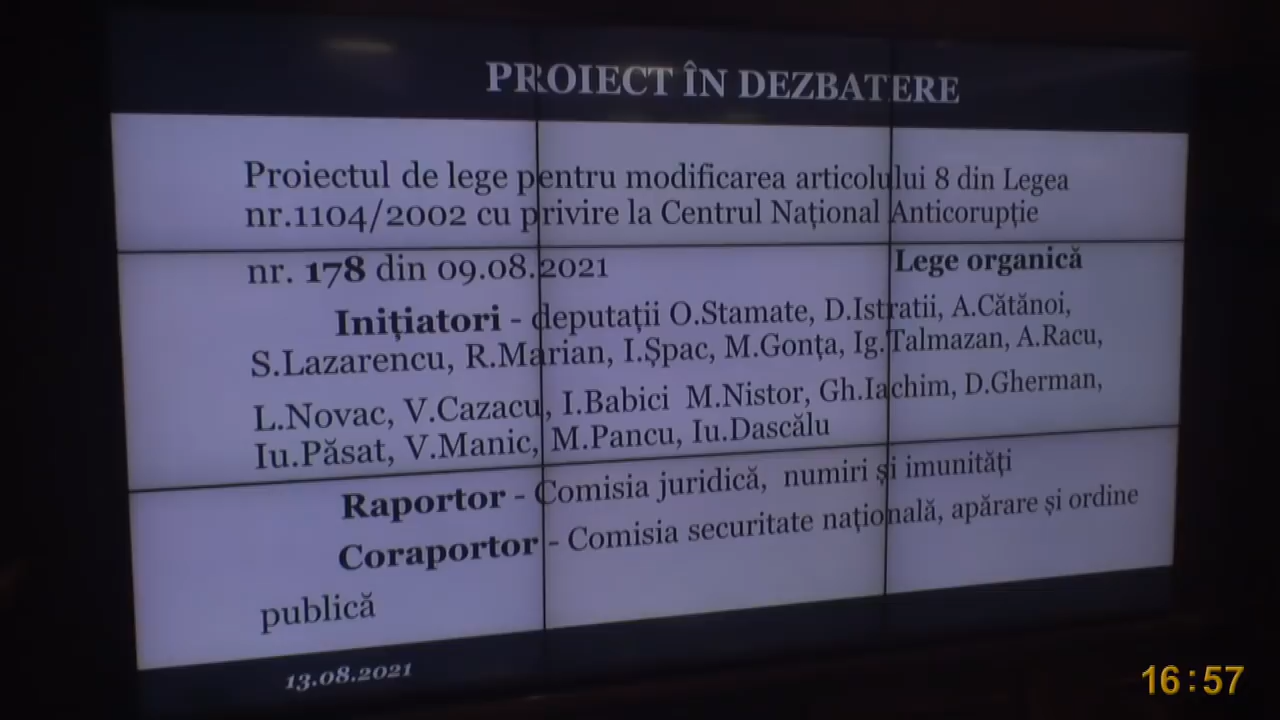 PROIECT ÎN DEZBATERE
Proiectul de lege pentru modificarea articolului 8 din Legea
nr.1104/2002 cu privire la Centrul Național Anticorupție
nr. 178 din 09.08.2021
Lege organică
Inițiatori - deputații O.Stamate, D.Istratii, A.Cătănoi,
S.Lazarencu, R.Marian, I.Șpac, M.Gonța, Ig.Talmazan, A.Racu,
L.Novac, V.Cazacu, I.Babici M.Nistor, Gh.Iachim, D.Gherman,
Iu.Păsat, V.Manic, M.Pancu, Iu.Dascălu
Raportor - Comisia juridică, numiri și imunități
Coraportor - Comisia securitate națională, apărare și ordine
publică
13.08.2021
16:57